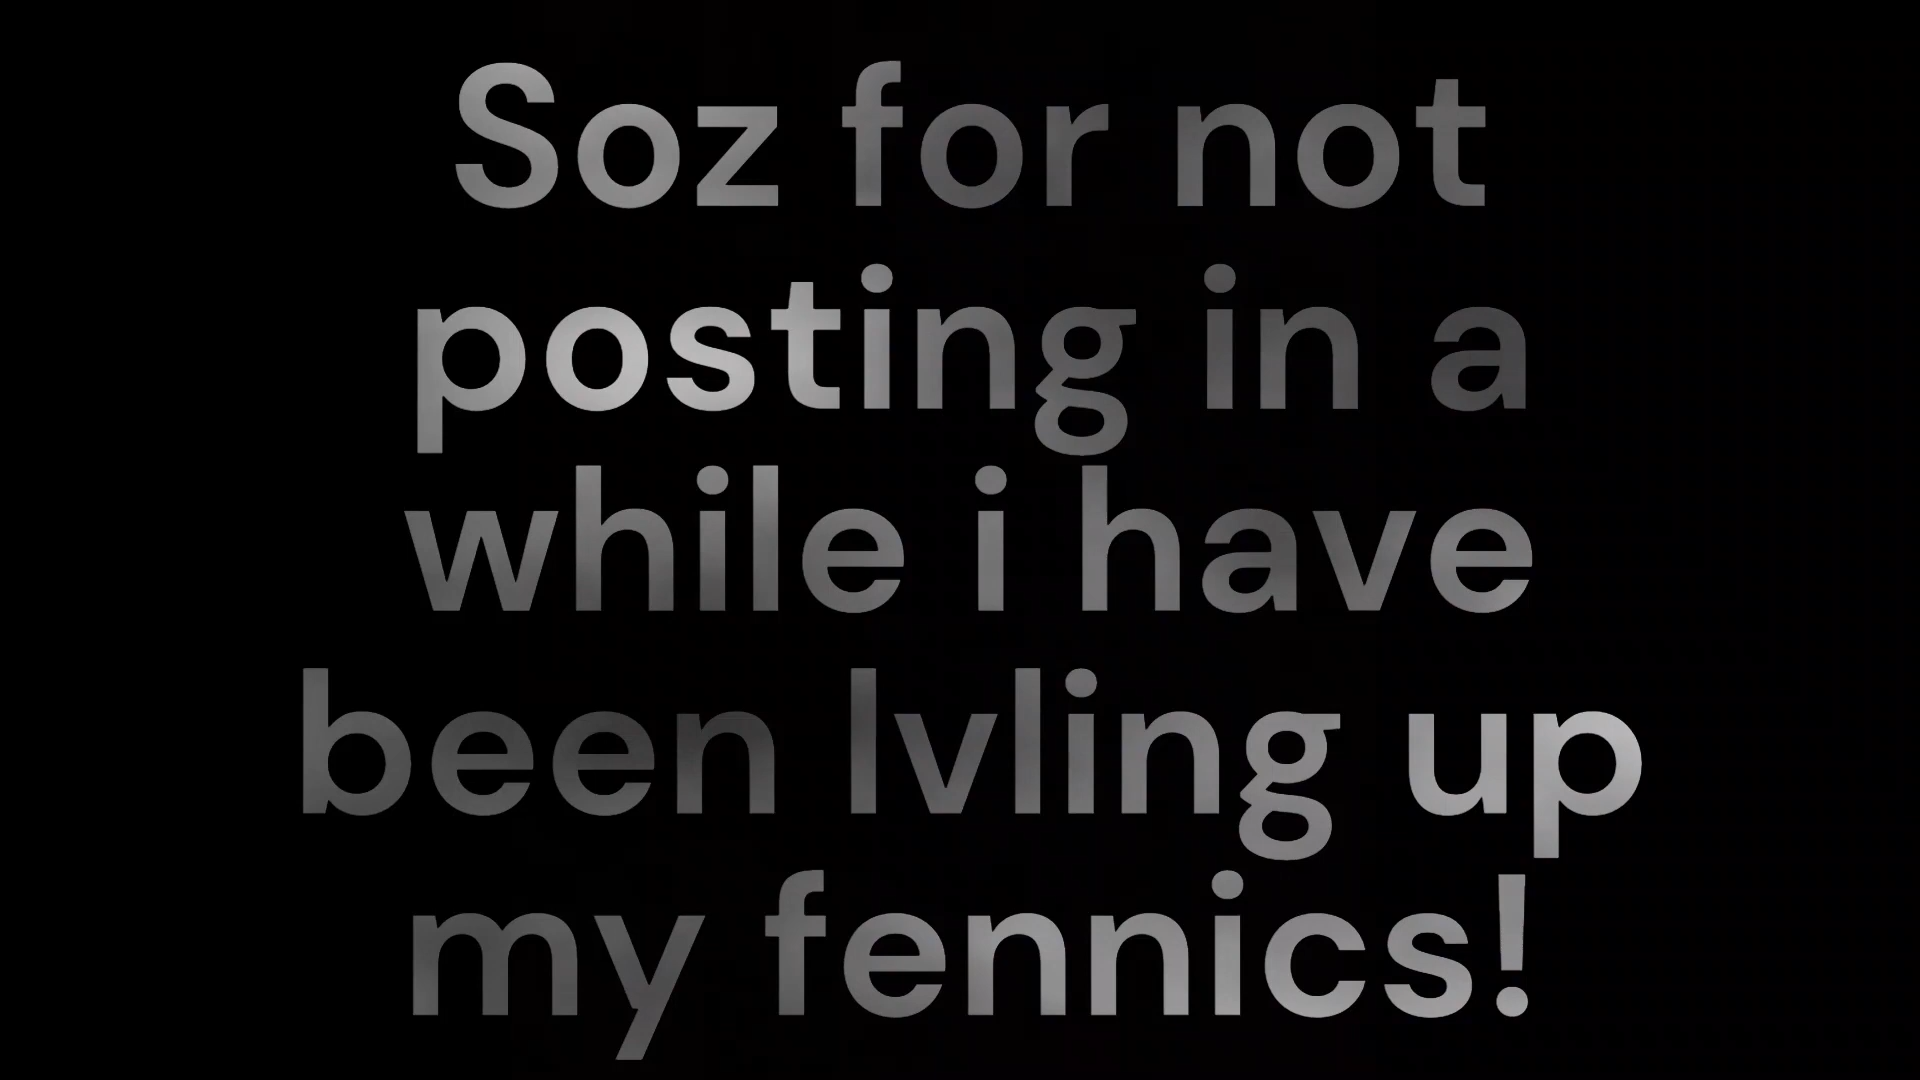 Soz for not
posting in a
while i have
been lvling up
my fennics!